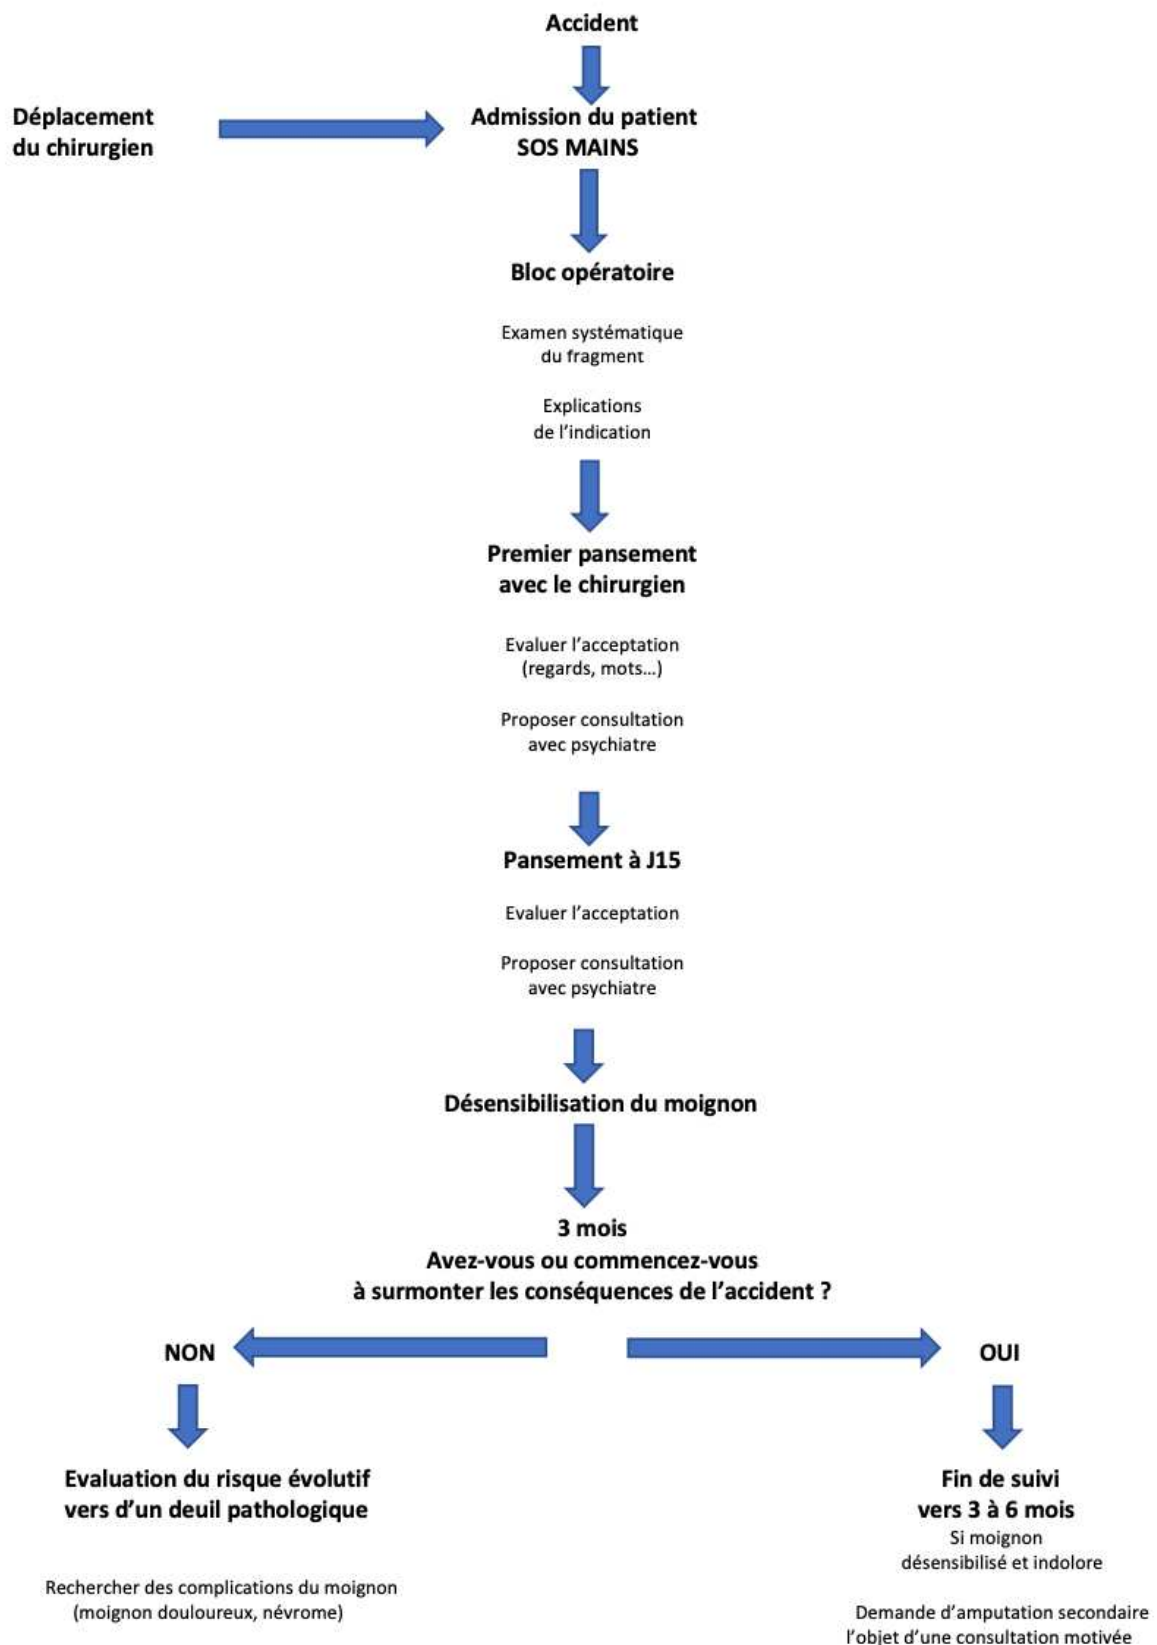 Accident
Déplacement
du chirurgien
Admission du patient
SOS MAINS
Bloc opératoire
Examen systématique
du fragment
Explications
de l'indication
Premier pansement
avec le chirurgien
Evaluer l'acceptation
(regards, mots...)
Proposer consultation
avec psychiatre
Pansement à J15
Evaluer l'acceptation
Proposer consultation
avec psychiatre
Désensibilisation du moignon
3 mois
Avez-vous ou commencez-vous
à surmonter les conséquences de l'accident ?
NON
OUI
Evaluation du risque évolutif
vers d'un deuil pathologique
Rechercher des complications du moignon
(moignon douloureux, névrome)
Fin de suivi
vers 3 à 6 mois
Si moignon
désensibilisé et indolore
Demande d'amputation secondaire
l'objet d'une consultation motivée